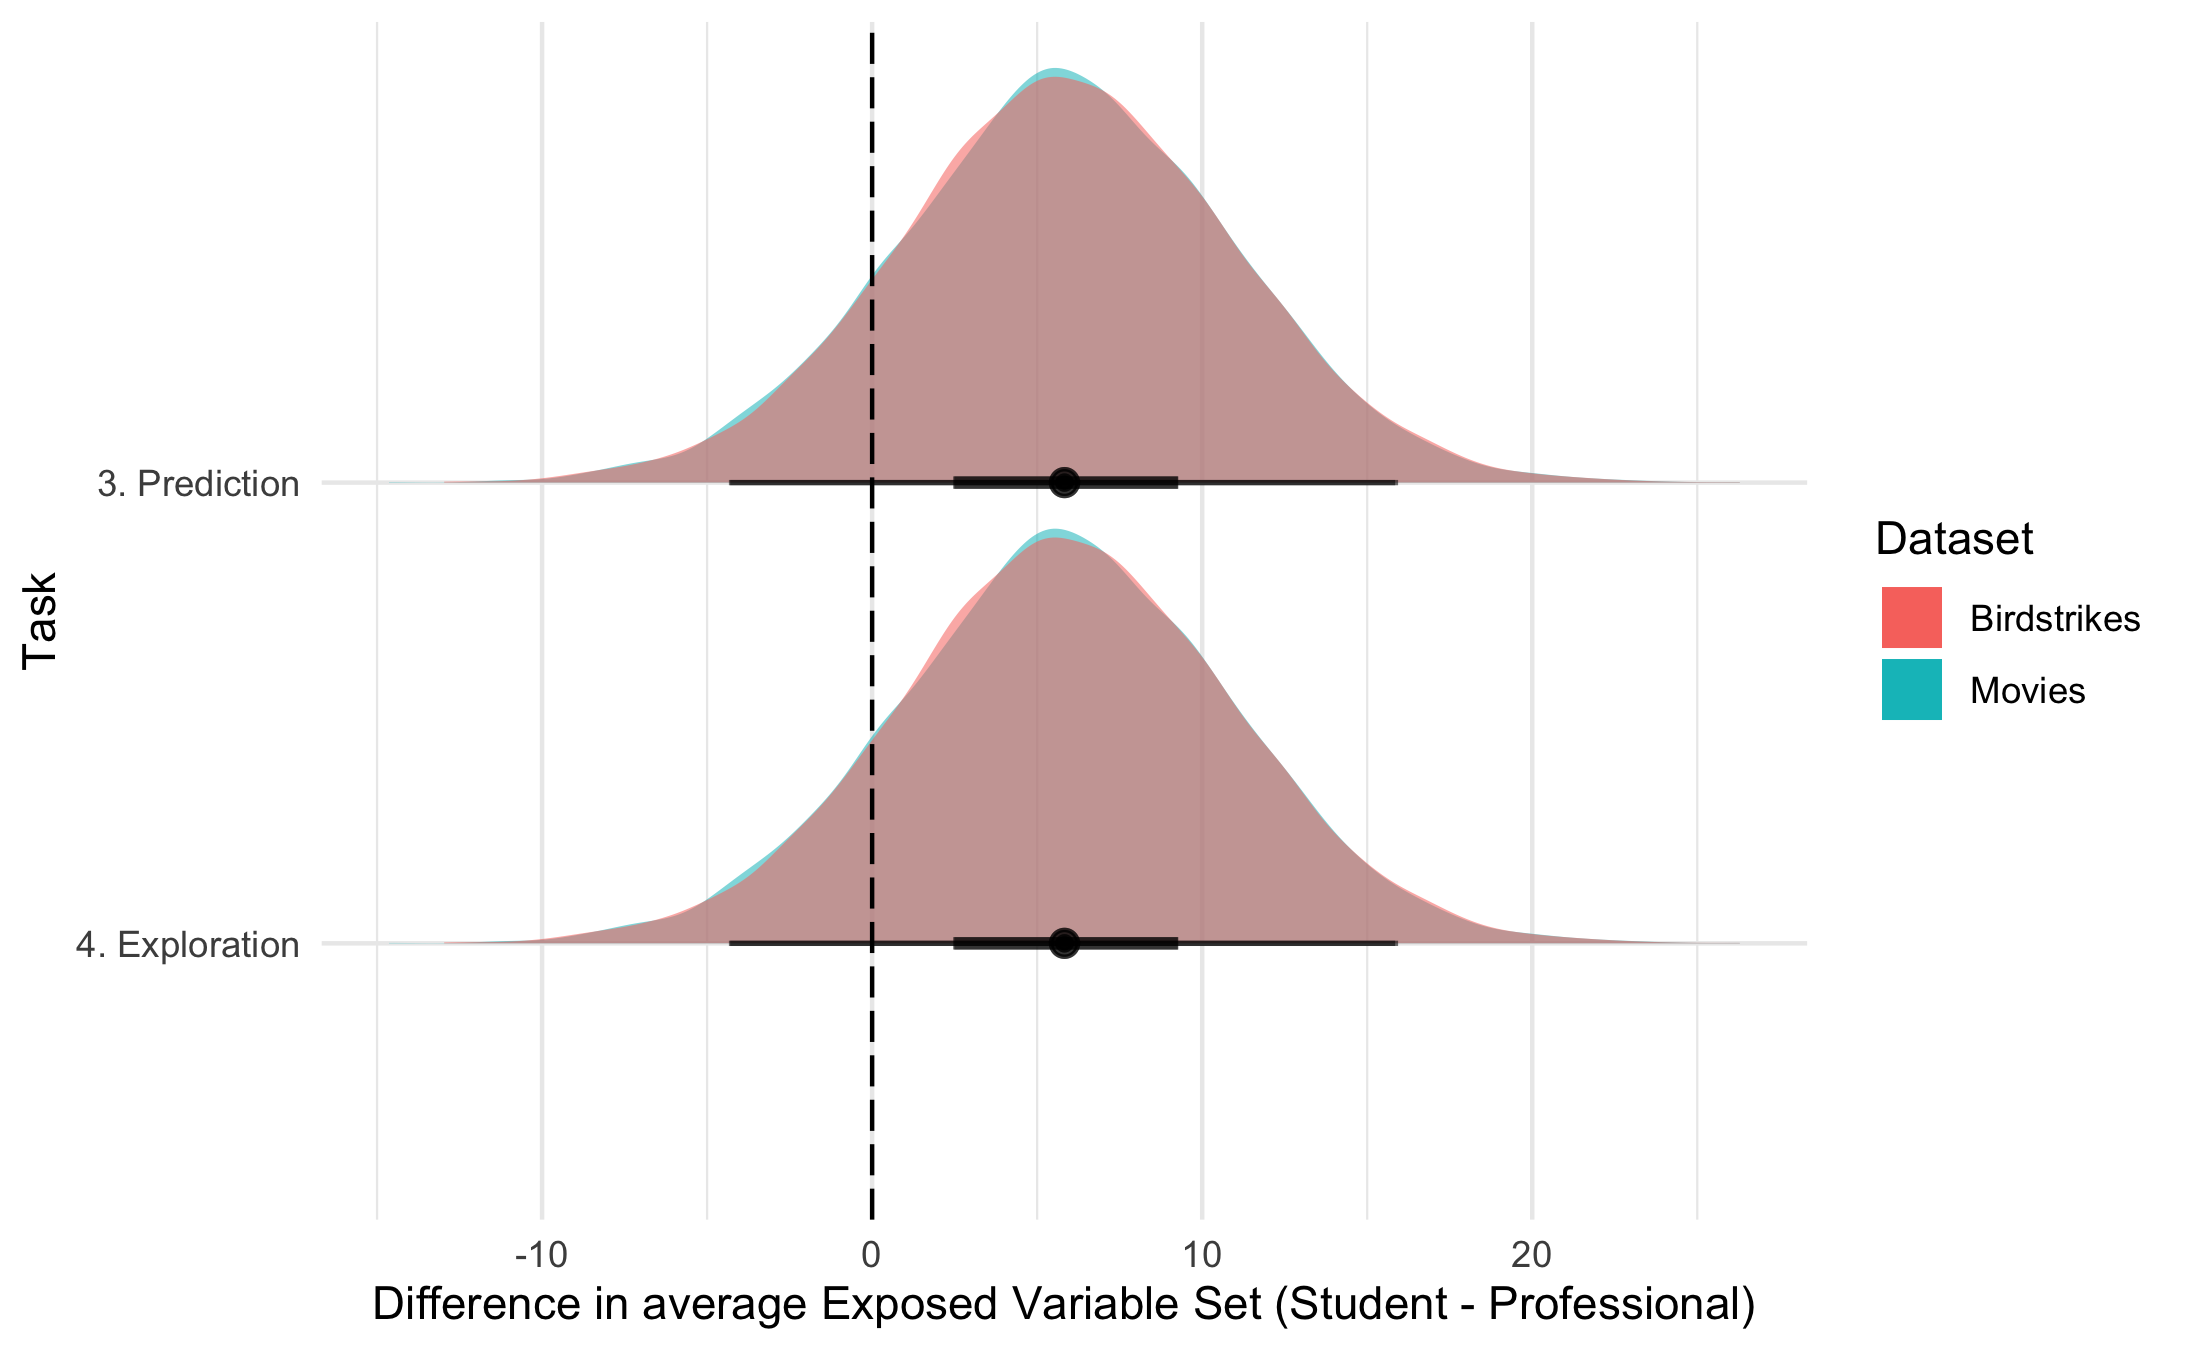 3. Prediction
4. Exploration
Task
-10
0
10
20
Difference in average Exposed Variable Set (Student - Professional)
Dataset
Birdstrikes
Movies